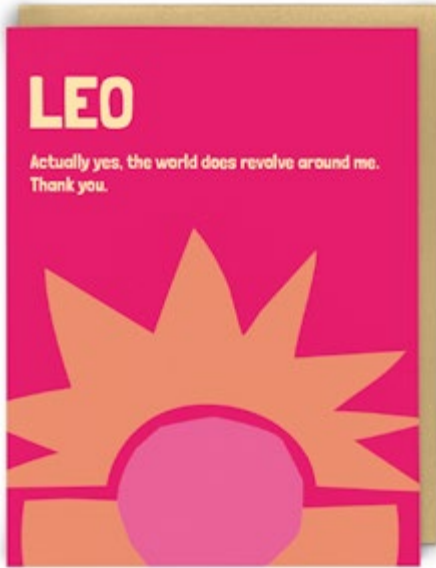 LEO
Actually yes, the world does revolve around me.
Thank you.